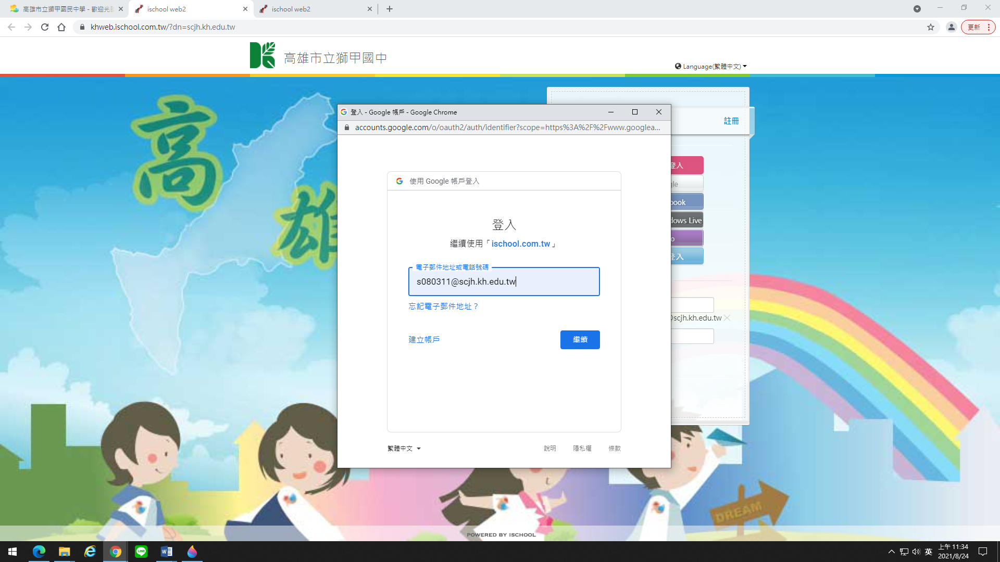 高雄市立獅甲國民中學 - 歡迎光
ischool web2
ischool web2
khweb.ischool.com.tw/?dn=scjh.kh.edu.tw
更新
高雄市立獅甲國中
Language(繁體中文)
高
雄
註冊
登入
gle
book
dows Live
o
登入
@scjh.kh.edu.tw
登入 - Google 帳戶 - Google Chrome
accounts.google.com/o/oauth2/auth/identifier?scope=https%3A%2F%2Fwww.googlea...
使用 Google 帳戶登入
登入
繼續使用「ischool.com.tw」
電子郵件地址或電話號碼
s080311@scjh.kh.edu.tw
忘記電子郵件地址？
建立帳戶
繼續
繁體中文
說明
隱私權
條款
DREAM
POWERED BY ISCHOOL
英
上午 11:34
2021/8/24